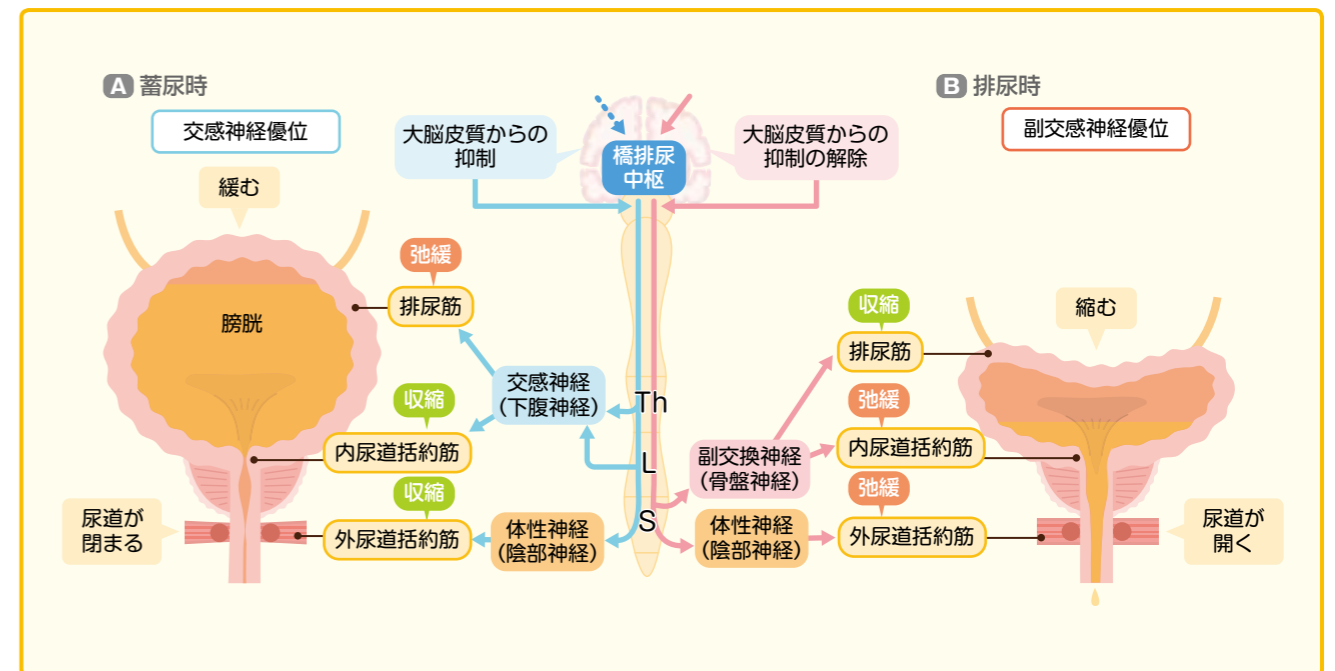 A 蓄尿時
交感神経優位
緩む
膀胱
弛緩
排尿筋
収縮
内尿道括約筋
収縮
外尿道括約筋
尿道が
閉まる
大脳皮質からの
抑制
橋排尿
中枢
大脳皮質からの
抑制の解除
交感神経
(下腹神経)
体性神経
(陰部神経)
Th
L
S
副交換神経
(骨盤神経)
体性神経
(陰部神経)
B 排尿時
副交感神経優位
縮む
収縮
排尿筋
弛緩
内尿道括約筋
弛緩
外尿道括約筋
尿道が
開く